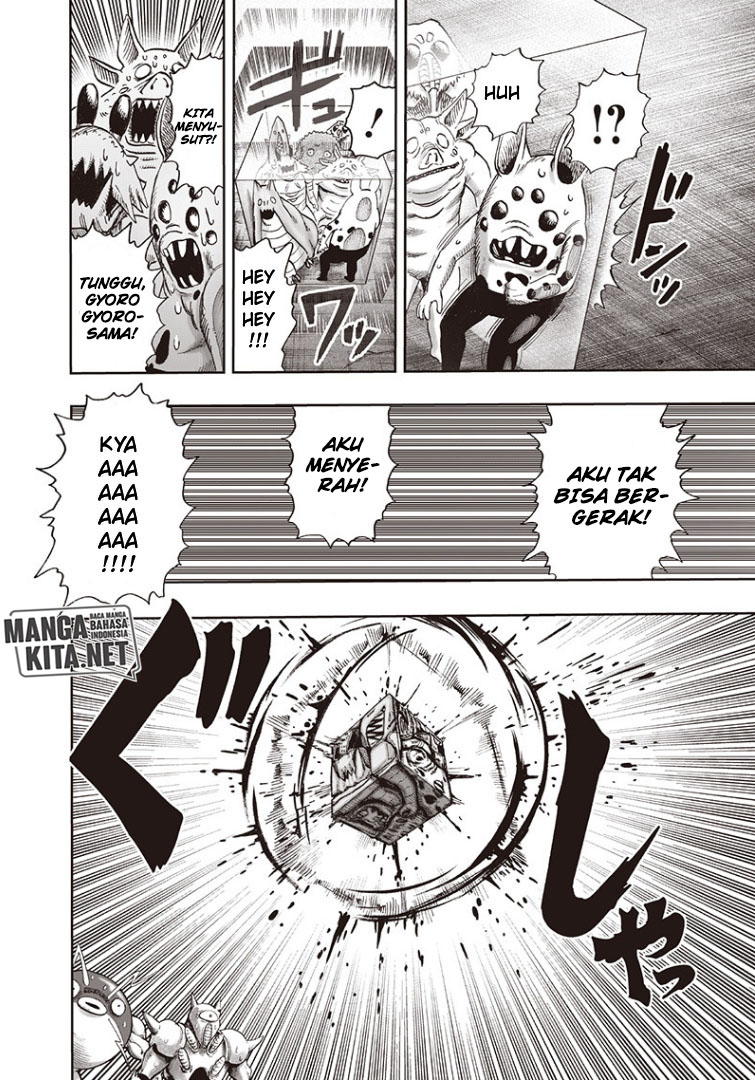 !?
HUH
ドンッ
!
ギュ
HEY
HEY
HEY
!!!
ワッ
KITA
MENYU-
SUT?!
TUNGGU,
GYORO
GYORO-
SAMA!
AKU TAK
BISA BER-
GERAK!
AKU
MENYE-
RAH!
KYA
AAA
AAA
AAA
AAA
!!!!
ぐしゃっ
MANGA
KITA.NET
BACA MANGA
BAHASA
INDONESIA